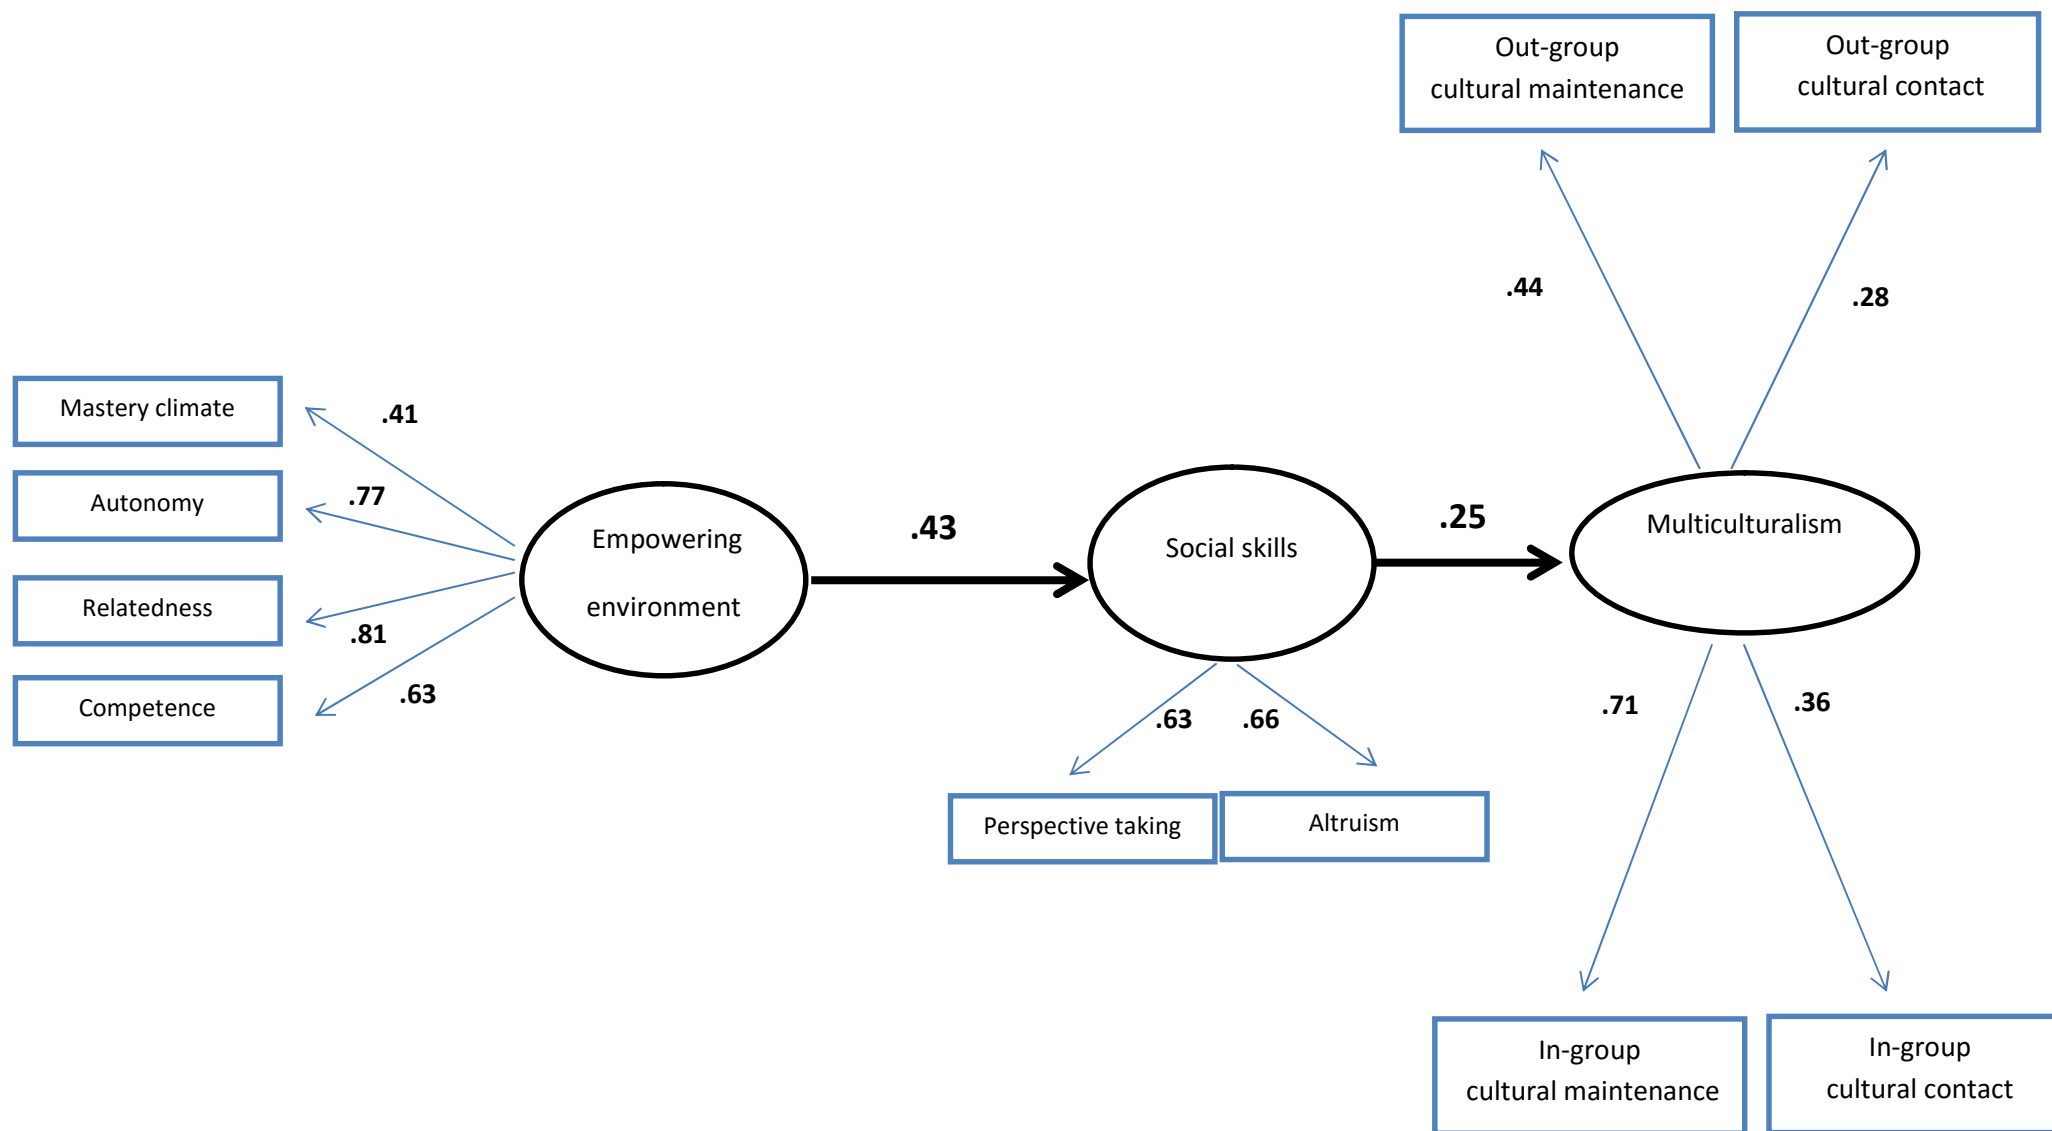 Out-group
cultural maintenance
Out-group
cultural contact
.44
.28
Mastery climate
Autonomy
Relatedness
Competence
.41
.77
.81
.63
Empowering
environment
.43
Social skills
.25
Multiculturalism
.63
.66
Perspective taking
Altruism
.71
.36
In-group
cultural maintenance
In-group
cultural contact